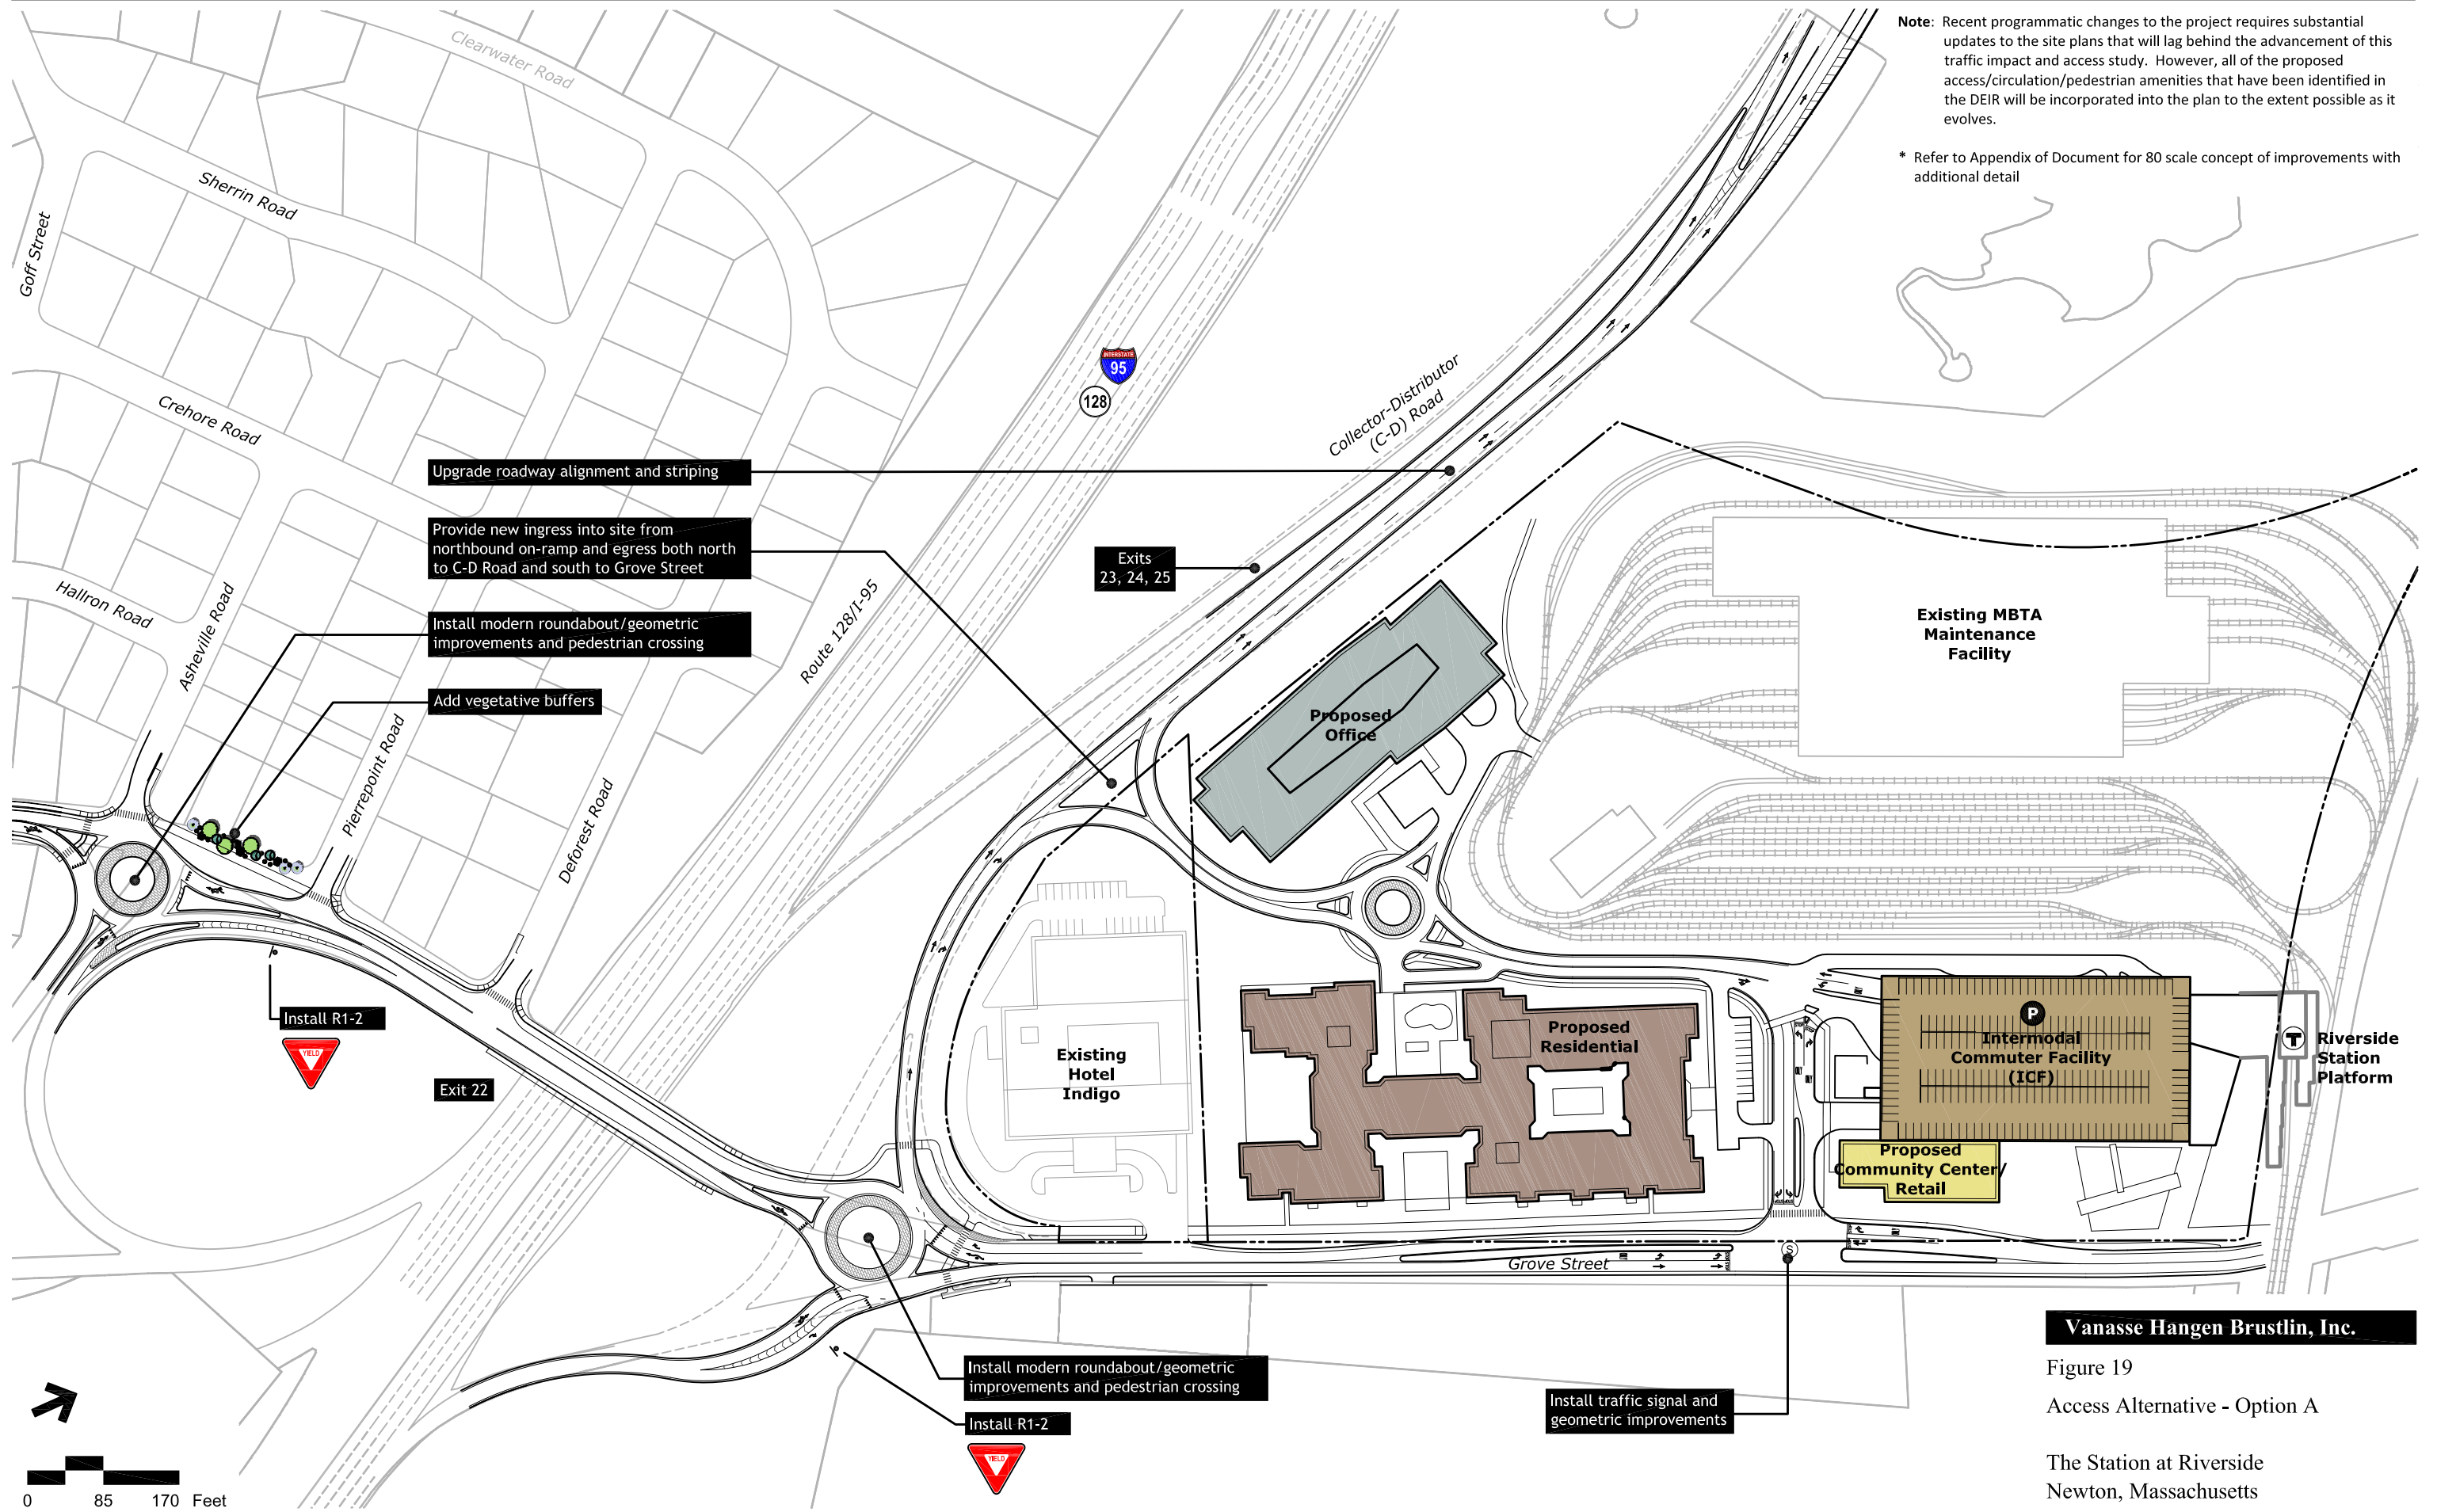 Note: Recent programmatic changes to the project requires substantial
updates to the site plans that will lag behind the advancement of this
traffic impact and access study. However, all of the proposed
access/circulation/pedestrian amenities that have been identified in
the DEIR will be incorporated into the plan to the extent possible as it
evolves.
* Refer to Appendix of Document for 80 scale concept of improvements with
additional detail
Clearwater Road
Sherrin Road
Goff Street
Crehore Road
Hallron Road
Asheville Road
Pierrepoint Road
Deforest Road
Route 128/I-95
INTERSTATE
95
128
Collector-Distributor
(C-D) Road
Upgrade roadway alignment and striping
Provide new ingress into site from
northbound on-ramp and egress both north
to C-D Road and south to Grove Street
Exits
23, 24, 25
Install modern roundabout/geometric
improvements and pedestrian crossing
Add vegetative buffers
Existing MBTA
Maintenance
Facility
Proposed
Office
Install R1-2
YIELD
Exit 22
Existing
Hotel
Indigo
Proposed
Residential
P
Intermodal
Commuter Facility
(ICF)
T
Riverside
Station
Platform
Proposed
Community Center/
Retail
S
Grove Street
Install modern roundabout/geometric
improvements and pedestrian crossing
Install R1-2
YIELD
Install traffic signal and
geometric improvements
0 85 170 Feet
Vanasse Hangen Brustlin, Inc.
Figure 19
Access Alternative - Option A
The Station at Riverside
Newton, Massachusetts